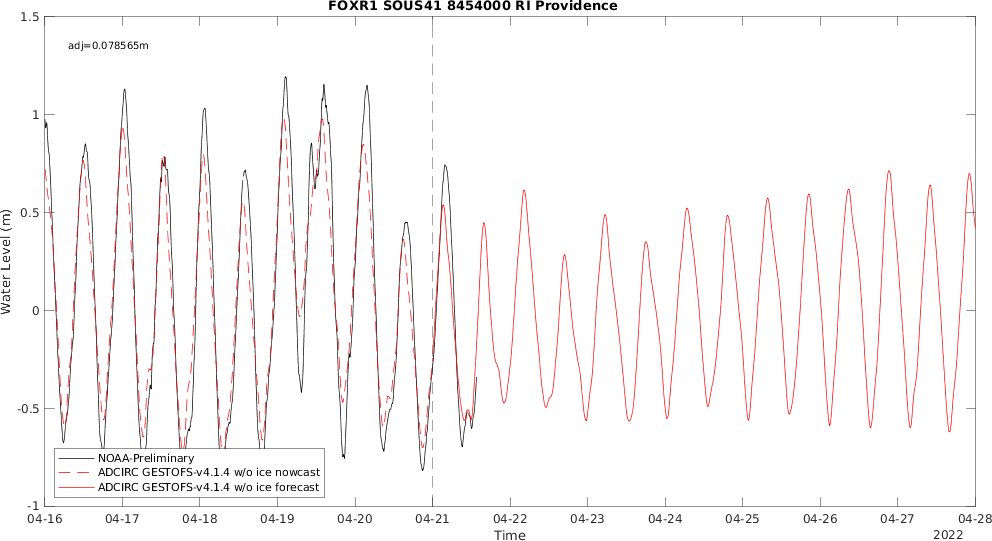 FOXR1 SOUS41 8454000 RI Providence
1.5
adj=0.078565m
1
0.5
0
-0.5
-1
Water Level (m)
NOAA-Preliminary
ADCIRC GESTOFS-v4.1.4 w/o ice nowcast
ADCIRC GESTOFS-v4.1.4 w/o ice forecast
04-16 04-17 04-18 04-19 04-20 04-21 04-22 04-23 04-24 04-25 04-26 04-27 04-28
Time
2022